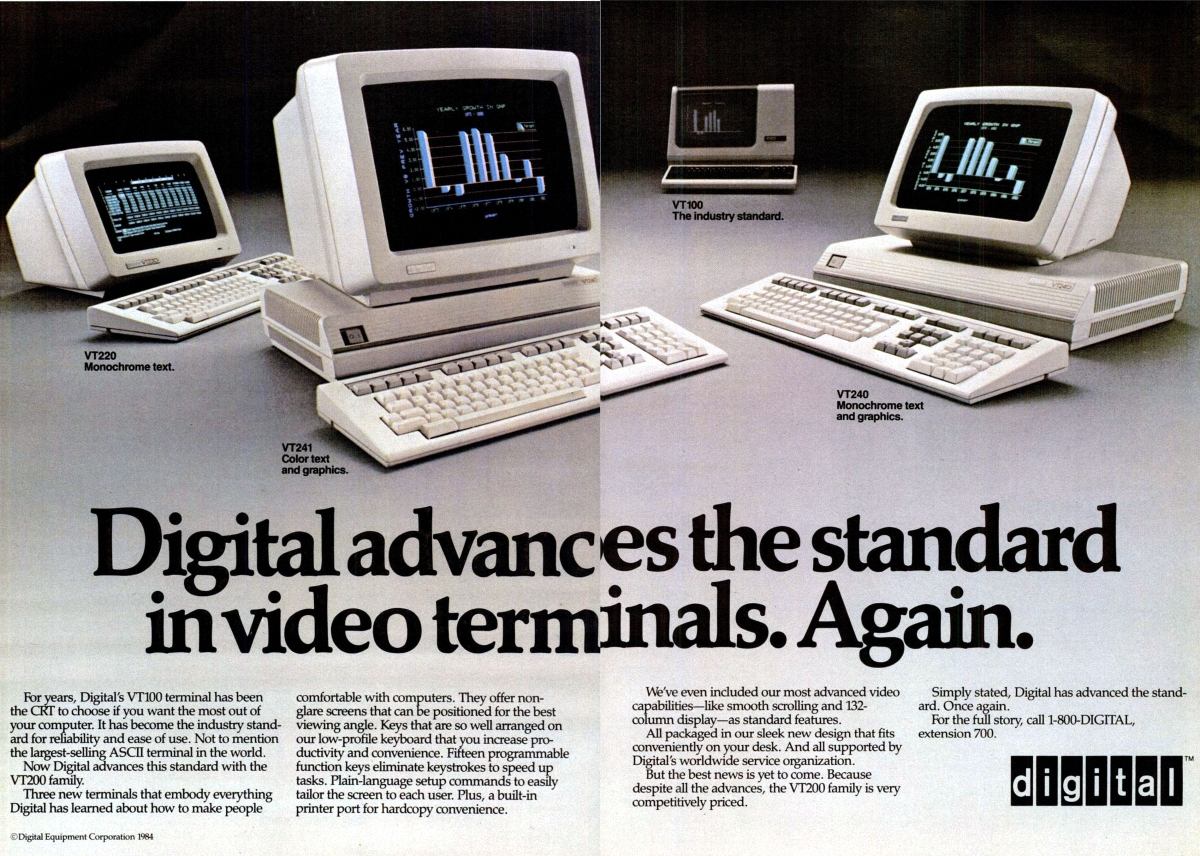 YEARLY GROWTH IN GNP
YEARLY GROWTH IN GNP
VT220
VT240
VT100
The industry standard.
VT220
Monochrome text.
VT240
Monochrome text
and graphics.
VT241
Color text
and graphics.
Digital advances the standard
in video terminals. Again.
For years, Digital's VT100 terminal has been
the CRT to choose if you want the most out of
your computer. It has become the industry stand-
ard for reliability and ease of use. Not to mention
the largest-selling ASCII terminal in the world.
Now Digital advances this standard with the
VT200 family.
Three new terminals that embody everything
Digital has learned about how to make people
comfortable with computers. They offer non-
glare screens that can be positioned for the best
viewing angle. Keys that are so well arranged on
our low-profile keyboard that you increase pro-
ductivity and convenience. Fifteen programmable
function keys eliminate keystrokes to speed up
tasks. Plain-language setup commands to easily
tailor the screen to each user. Plus, a built-in
printer port for hardcopy convenience.
We've even included our most advanced video
capabilities—like smooth scrolling and 132-
column display—as standard features.
All packaged in our sleek new design that fits
conveniently on your desk. And all supported by
Digital's worldwide service organization.
But the best news is yet to come. Because
despite all the advances, the VT200 family is very
competitively priced.
Simply stated, Digital has advanced the stand-
ard. Once again.
For the full story, call 1-800-DIGITAL,
extension 700.
digital™
©Digital Equipment Corporation 1984